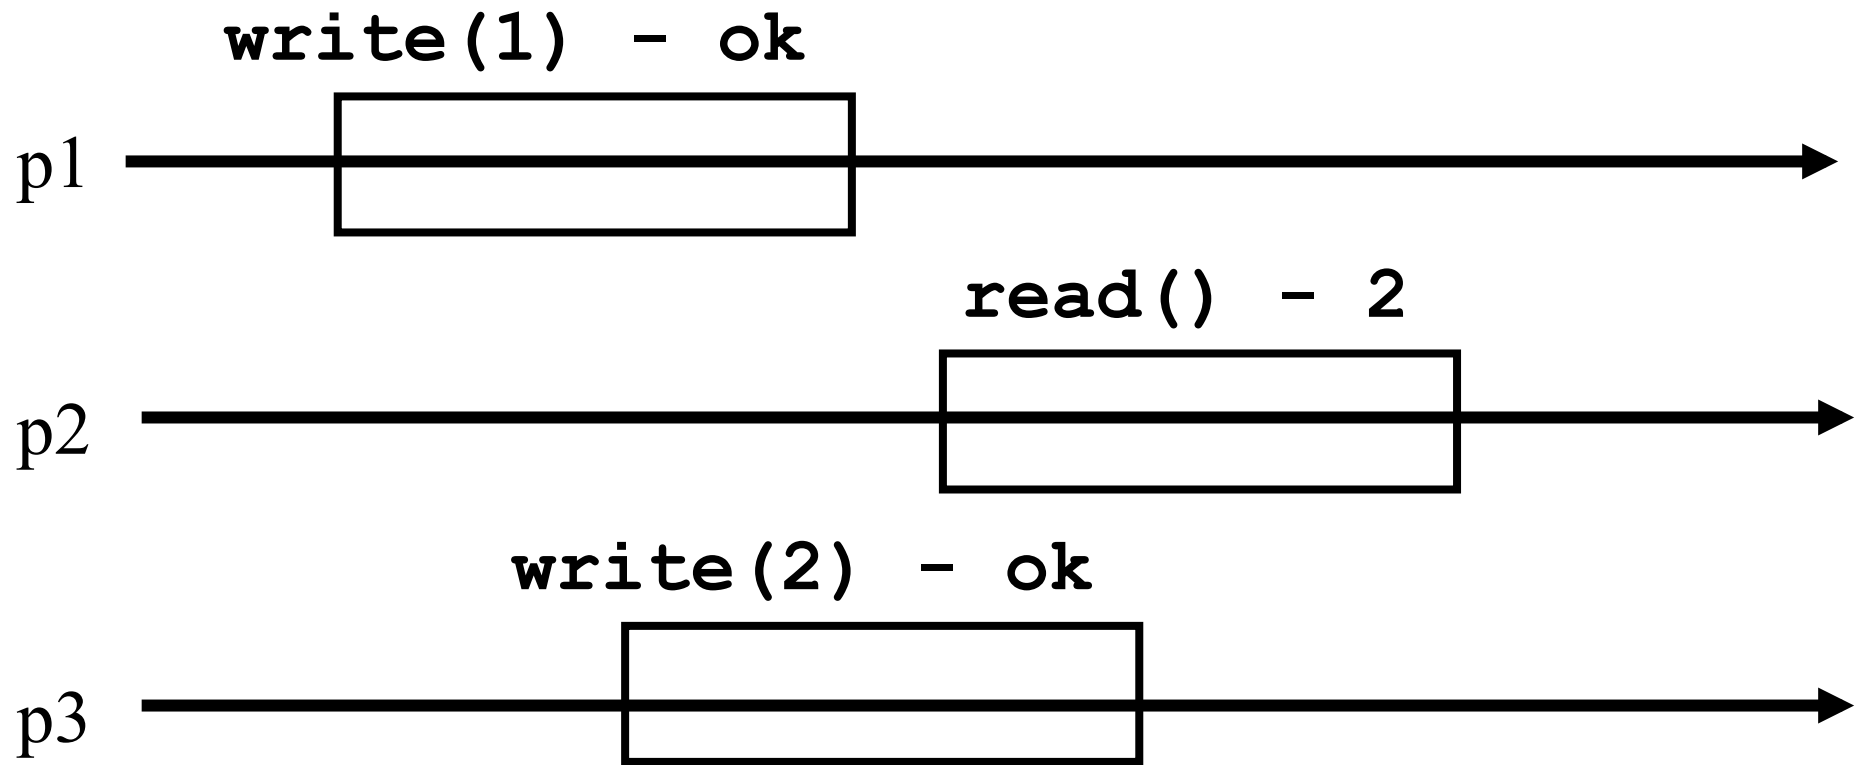 write(1) - ok
p1
read() - 2
p2
write(2) - ok
p3